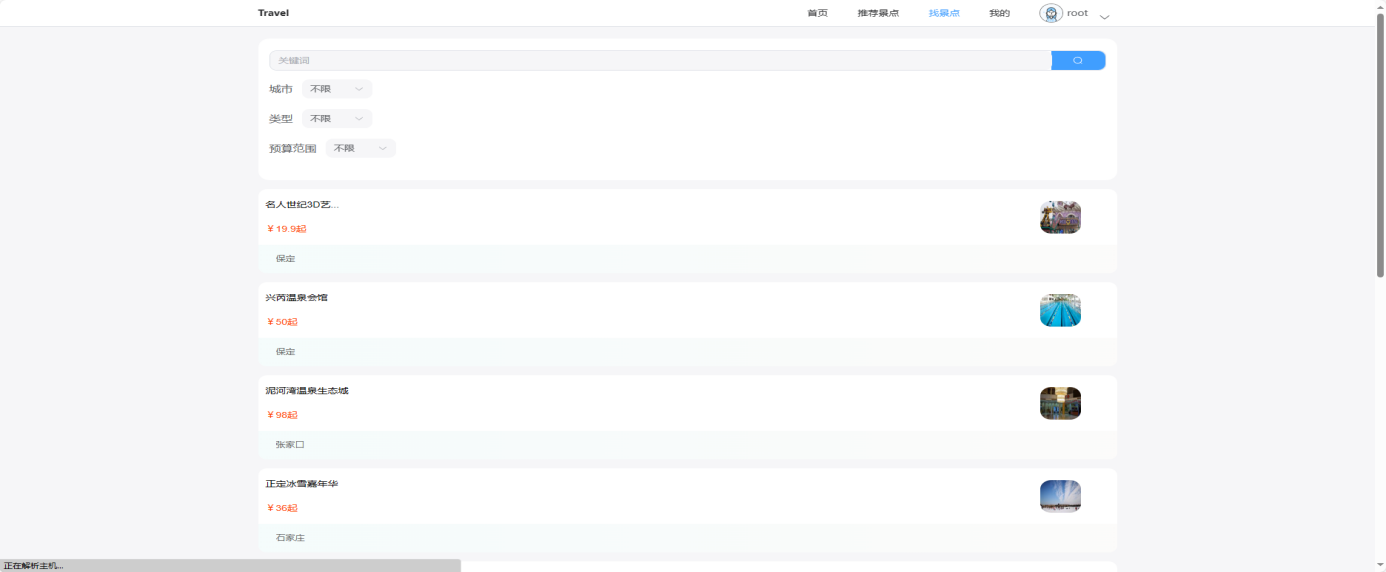 Travel 首页 推荐景点 找景点 我的 root
关键词
城市 不限
类型 不限
预算范围 不限
名人世纪3D艺...
￥19.9起
保定
兴芮温泉会馆
￥50起
保定
泥河湾温泉生态城
￥98起
张家口
正定冰雪嘉年华
￥36起
石家庄
正在解析主机...